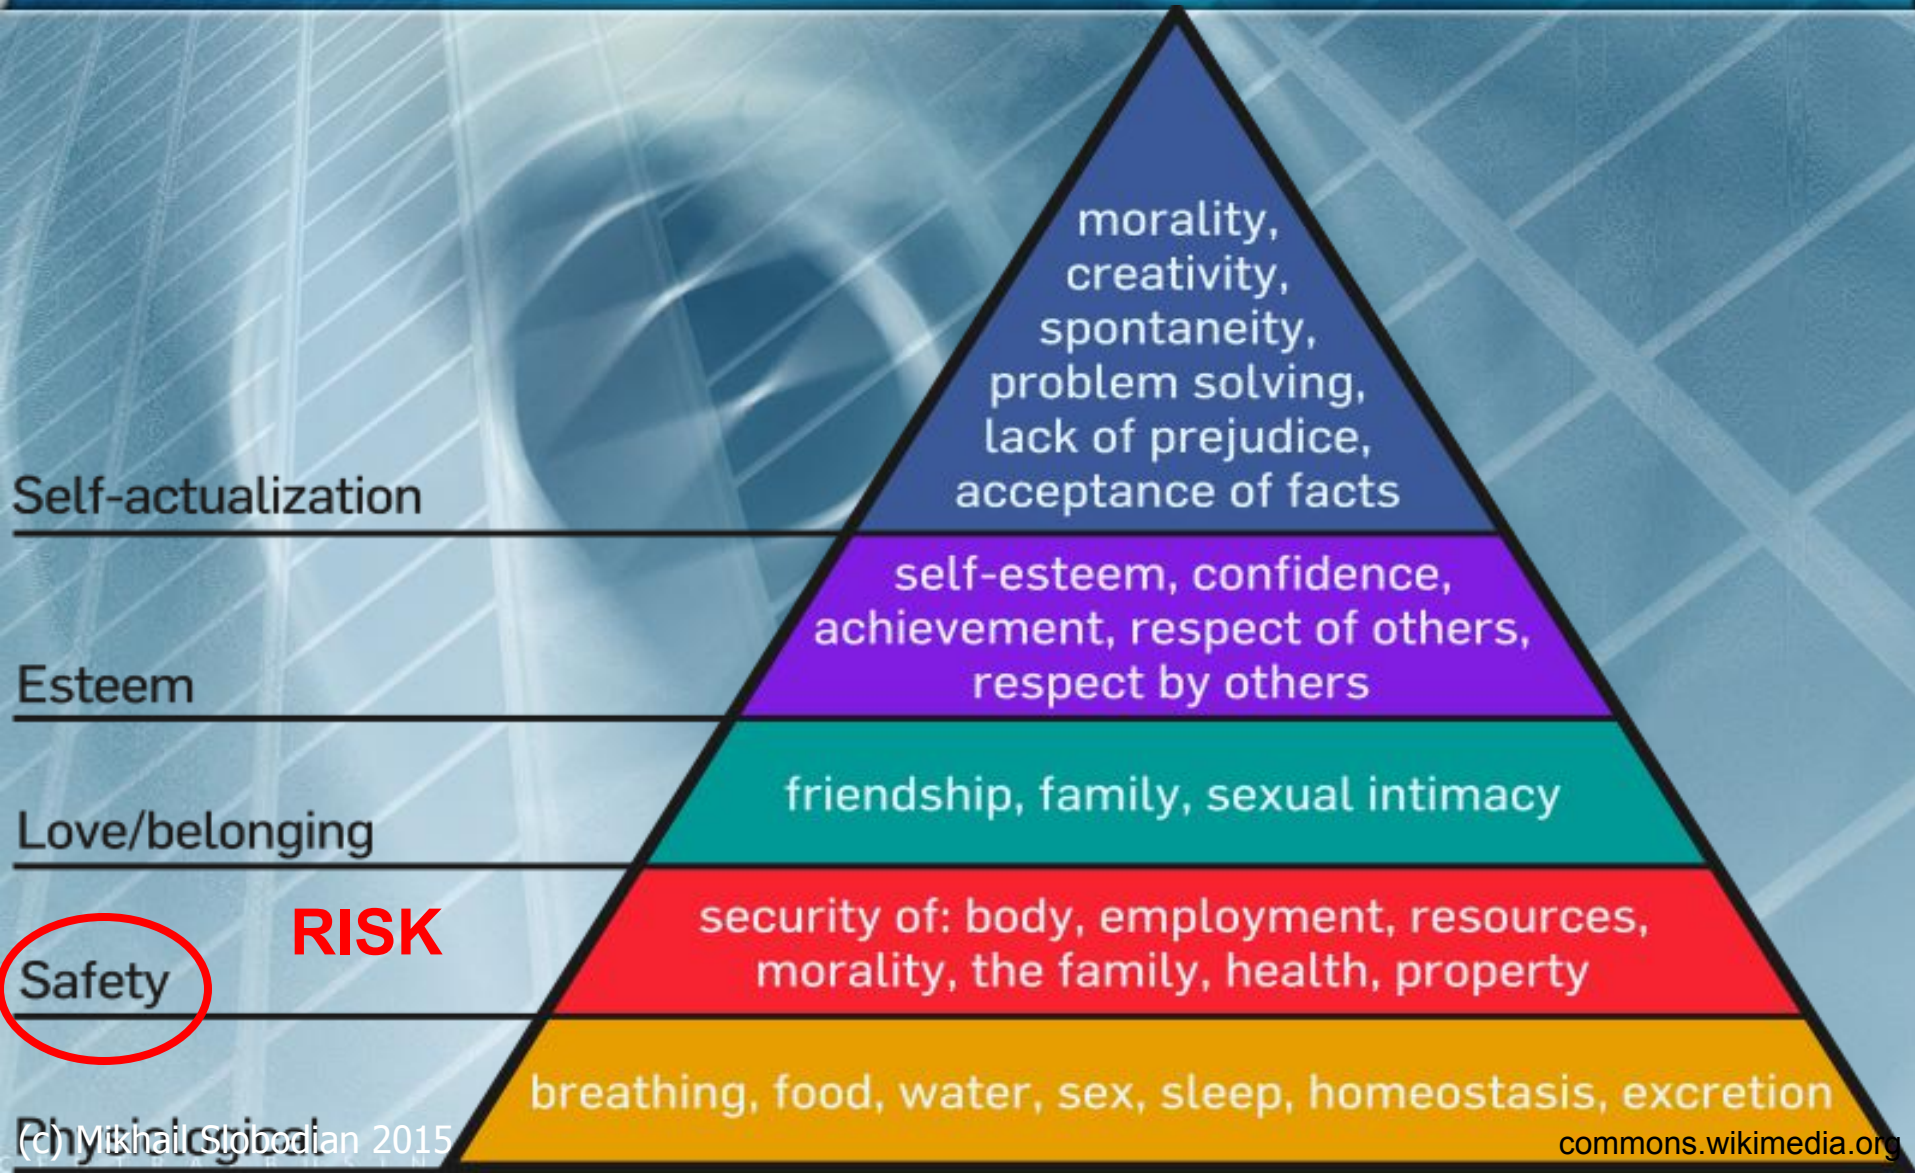 morality,
creativity,
spontaneity,
problem solving,
lack of prejudice,
acceptance of facts
Self-actualization
self-esteem, confidence,
achievement, respect of others,
respect by others
Esteem
friendship, family, sexual intimacy
Love/belonging
RISK
security of: body, employment, resources,
morality, the family, health, property
Safety
breathing, food, water, sex, sleep, homeostasis, excretion
Physiological
(c) Mikhail Slobodian 2015
commons.wikimedia.org